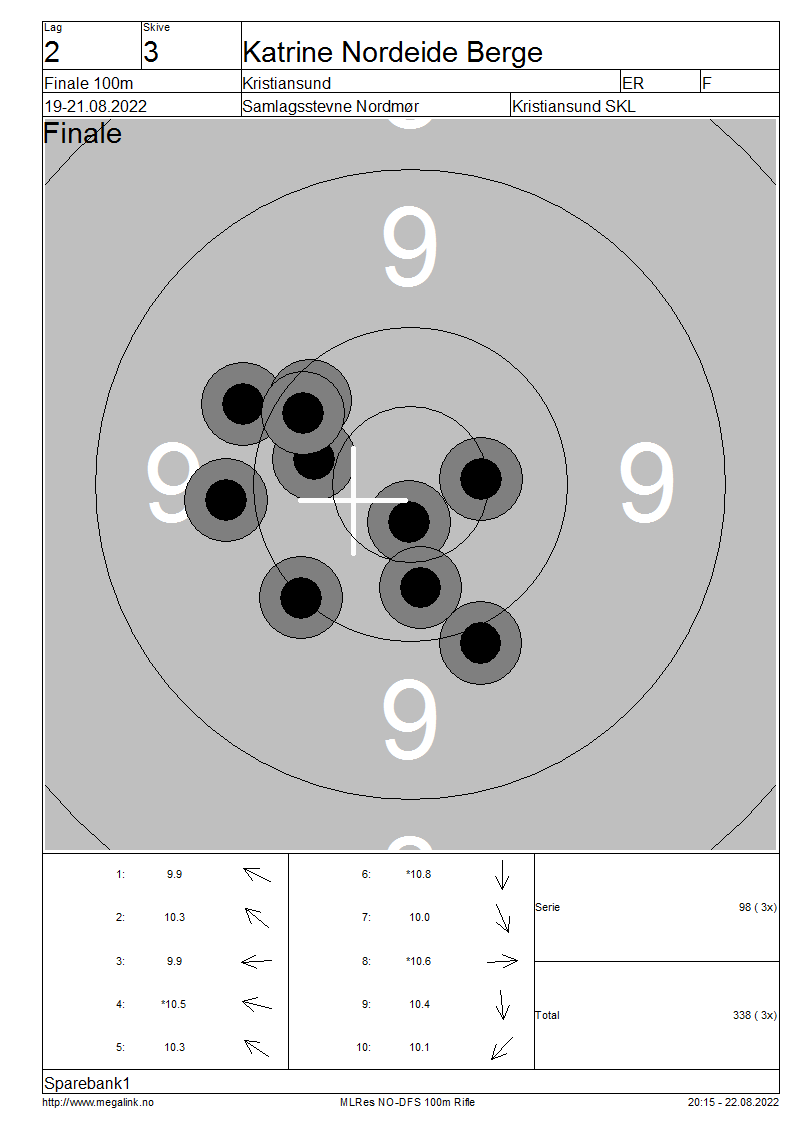 Lag Skive
2 3 Katrine Nordeide Berge
Finale 100m Kristiansund ER F
19-21.08.2022 Samlagsstevne Nordmør Kristiansund SKL
Finale
9
9 9
9
1: 9.9 6: *10.8
2: 10.3 7: 10.0
Serie 98 ( 3x)
3: 9.9 8: *10.6
4: *10.5 9: 10.4
Total 338 ( 3x)
5: 10.3 10: 10.1
Sparebank1
http://www.megalink.no MLRes NO-DFS 100m Rifle 20:15 - 22.08.2022